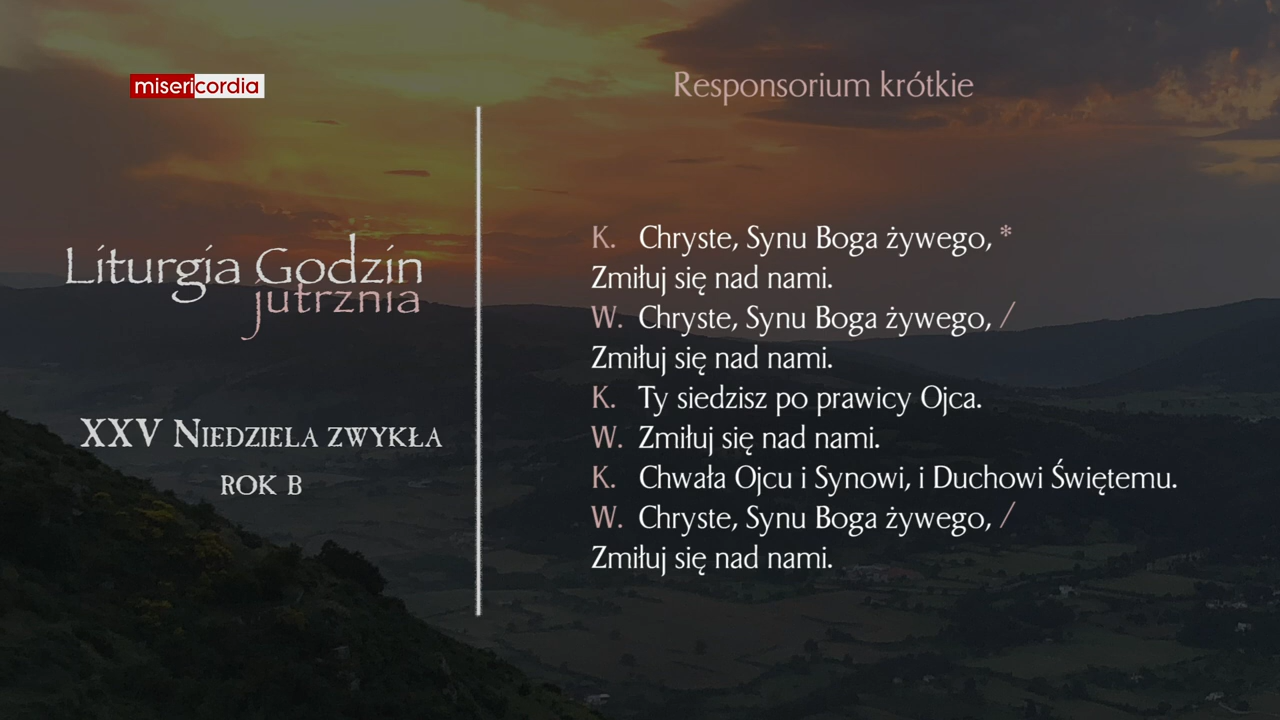 misericordia
Liturgia Godzin
jutrznia
XXV Niedziela zwykła
rok B
Responsorium krótkie
K. Chryste, Synu Boga żywego, *
Zmiłuj się nad nami.
W. Chryste, Synu Boga żywego, /
Zmiłuj się nad nami.
K. Ty siedzisz po prawicy Ojca.
W. Zmiłuj się nad nami.
K. Chwała Ojcu i Synowi, i Duchowi Świętemu.
W. Chryste, Synu Boga żywego, /
Zmiłuj się nad nami.